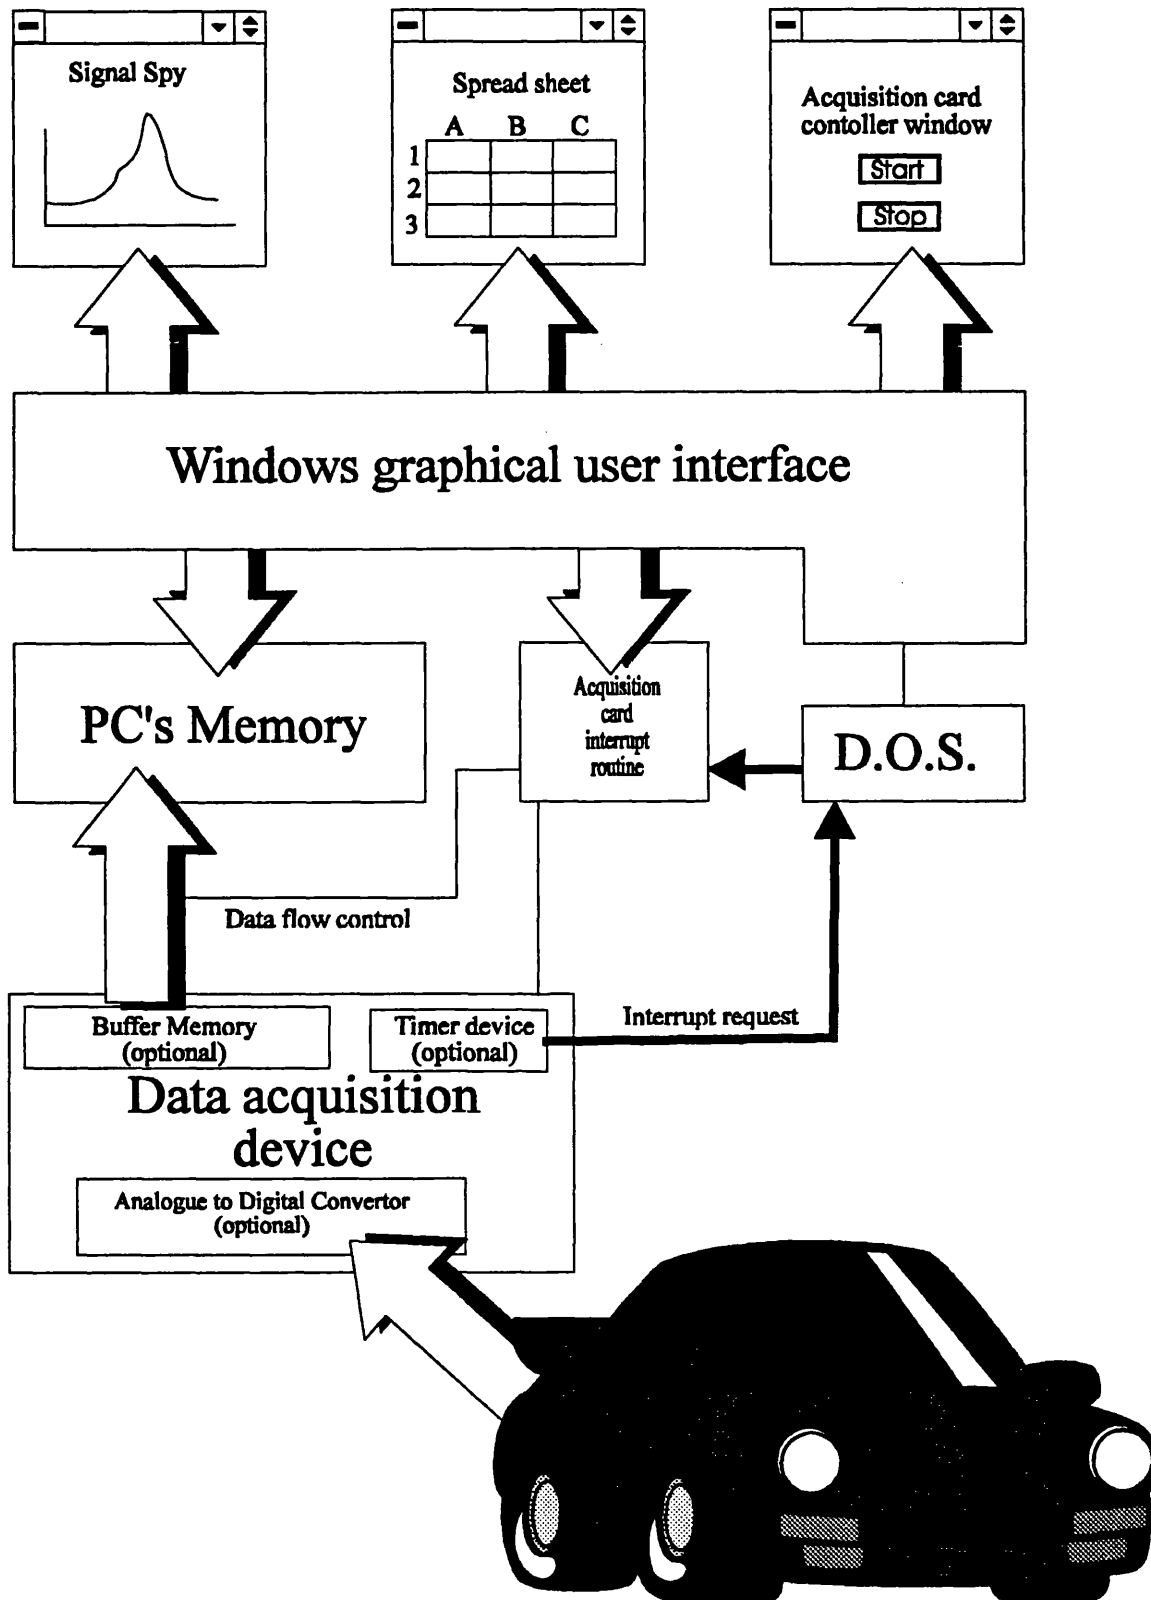 Signal Spy
Spread sheet
A B C
1
2
3
Acquisition card
contoller window
Start
Stop
Windows graphical user interface
PC's Memory
Acquisition
card
interrupt
routine
D.O.S.
Data flow control
Buffer Memory
(optional)
Timer device
(optional)
Interrupt request
Data acquisition
device
Analogue to Digital Convertor
(optional)